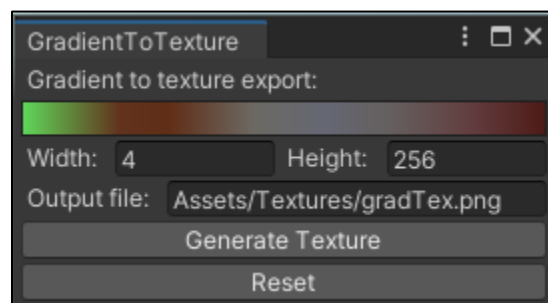 GradientToTexture
Gradient to texture export:
Width: 4 Height: 256
Output file: Assets/Textures/gradTex.png
Generate Texture
Reset